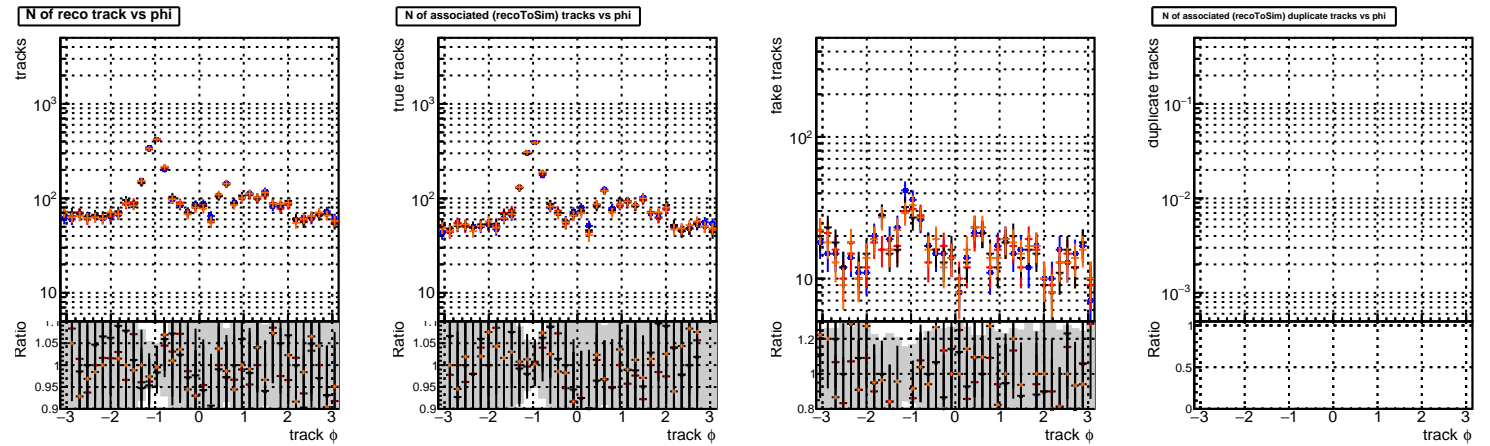 N of reco track vs phi
tracks
10³
10²
10
Ratio
1.05
1
0.95
0.9
−3 −2 −1 0 1 2 3
track ϕ
N of associated (recoToSim) tracks vs phi
true tracks
10³
10²
10
Ratio
1.05
1
0.95
0.9
−3 −2 −1 0 1 2 3
track ϕ
fake tracks
10²
10
Ratio
1.2
1
0.8
−3 −2 −1 0 1 2 3
track ϕ
N of associated (recoToSim) duplicate tracks vs phi
duplicate tracks
10⁻¹
10⁻²
10⁻³
Ratio
1
0.5
0
−3 −2 −1 0 1 2 3
track ϕ